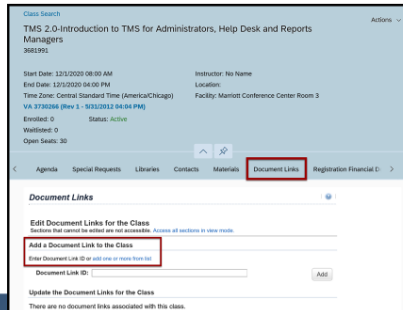 Class Search
Actions
TMS 2.0-Introduction to TMS for Administrators, Help Desk and Reports
Managers
3681991
Start Date: 12/1/2020 08:00 AM
Instructor: No Name
End Date: 12/1/2020 04:00 PM
Location:
Time Zone: Central Standard Time (America/Chicago)
Facility: Marriott Conference Center Room 3
VA 3730266 (Rev 1 - 5/31/2012 04:04 PM)
Enrolled: 0 Status: Active
Waitlisted: 0
Open Seats: 30
Agenda Special Requests Libraries Contacts Materials Document Links Registration Financial D
Document Links
Edit Document Links for the Class
Sections that cannot be edited are not accessible. Access all sections in view mode.
Add a Document Link to the Class
Enter Document Link ID or add one or more from list
Document Link ID:
Add
Update the Document Links for the Class
There are no document links associated with this class.